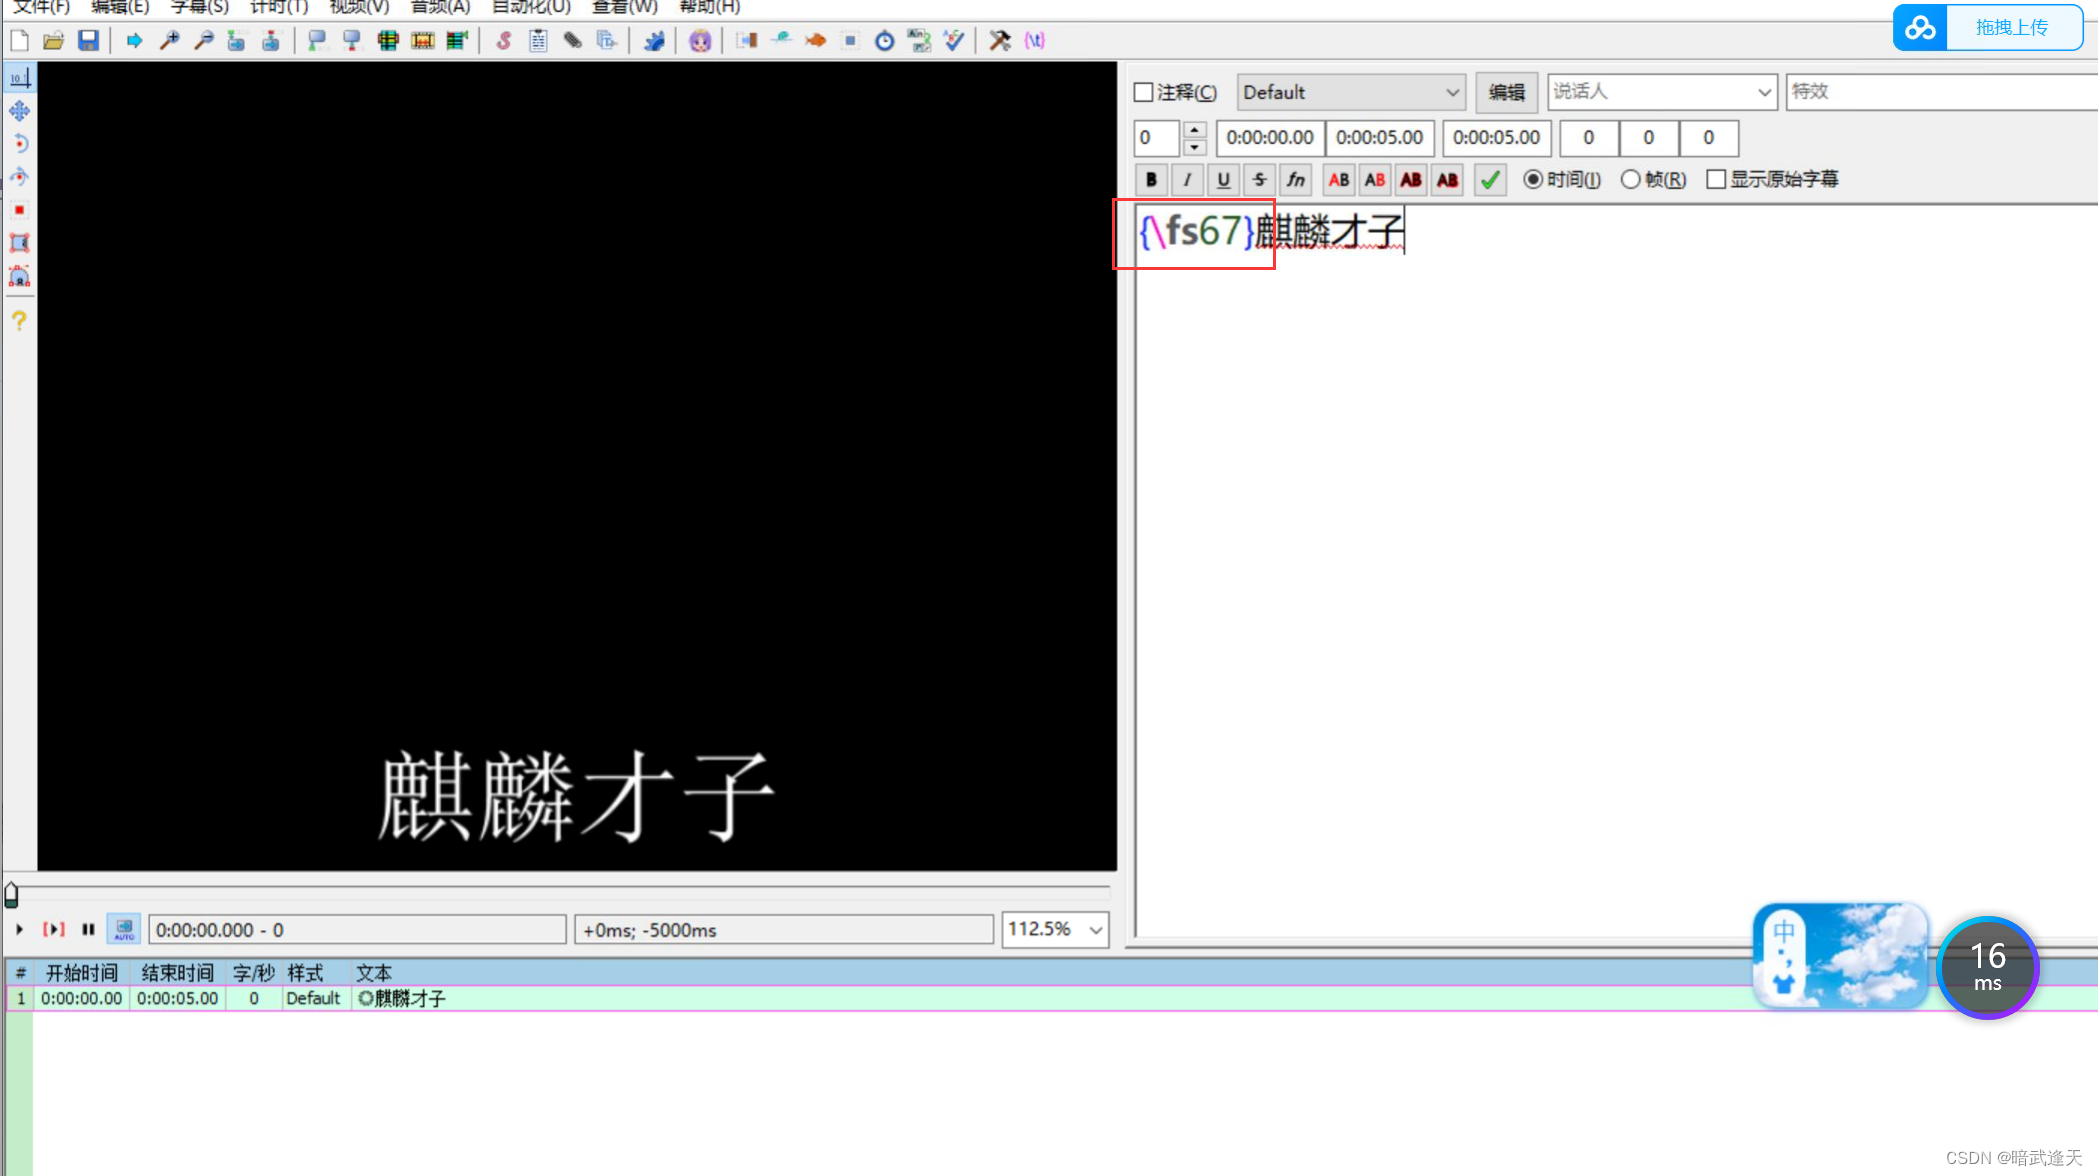 文件(F) 编辑(E) 字幕(S) 计时(T) 视频(V) 音频(A) 自动化(U) 查看(W) 帮助(H)
拖拽上传
注释(C) Default 编辑 说话人 特效
0 0:00:00.00 0:00:05.00 0:00:05.00 0 0 0
B I U S fn AB AB AB AB 时间(I) 帧(R) 显示原始字幕
{\fs67}麒麟才子
麒麟才子
AUTO 0:00:00.000 - 0 +0ms; -5000ms 112.5%
# 开始时间 结束时间 字/秒 样式 文本
1 0:00:00.00 0:00:05.00 0 Default 麒麟才子
中
16
ms
CSDN @暗武逢天